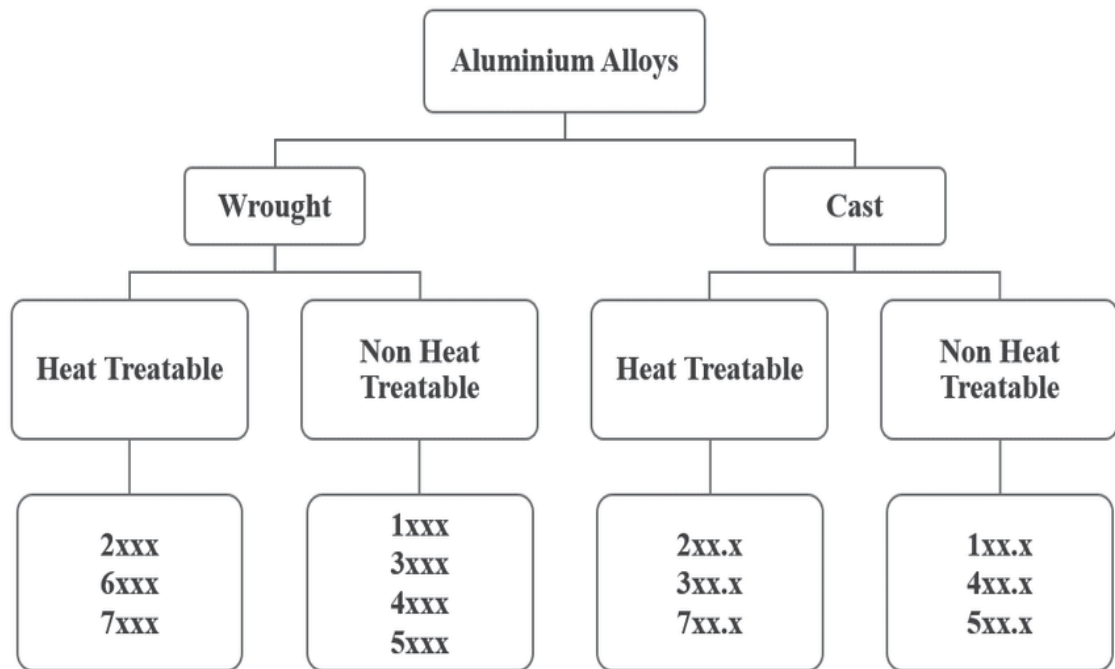 Aluminium Alloys
Wrought
Cast
Heat Treatable
Non Heat
Treatable
Heat Treatable
Non Heat
Treatable
2xxx
6xxx
7xxx
1xxx
3xxx
4xxx
5xxx
2xx.x
3xx.x
7xx.x
1xx.x
4xx.x
5xx.x